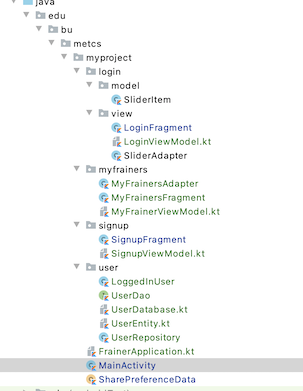 java
edu
bu
metcs
myproject
login
model
SliderItem
view
LoginFragment
LoginViewModel.kt
SliderAdapter
myfrainers
MyFrainersAdapter
MyFrainersFragment
MyFrainerViewModel.kt
signup
SignupFragment
SignupViewModel.kt
user
LoggedInUser
UserDao
UserDatabase.kt
UserEntity.kt
UserRepository
FrainerApplication.kt
MainActivity
SharePreferenceData